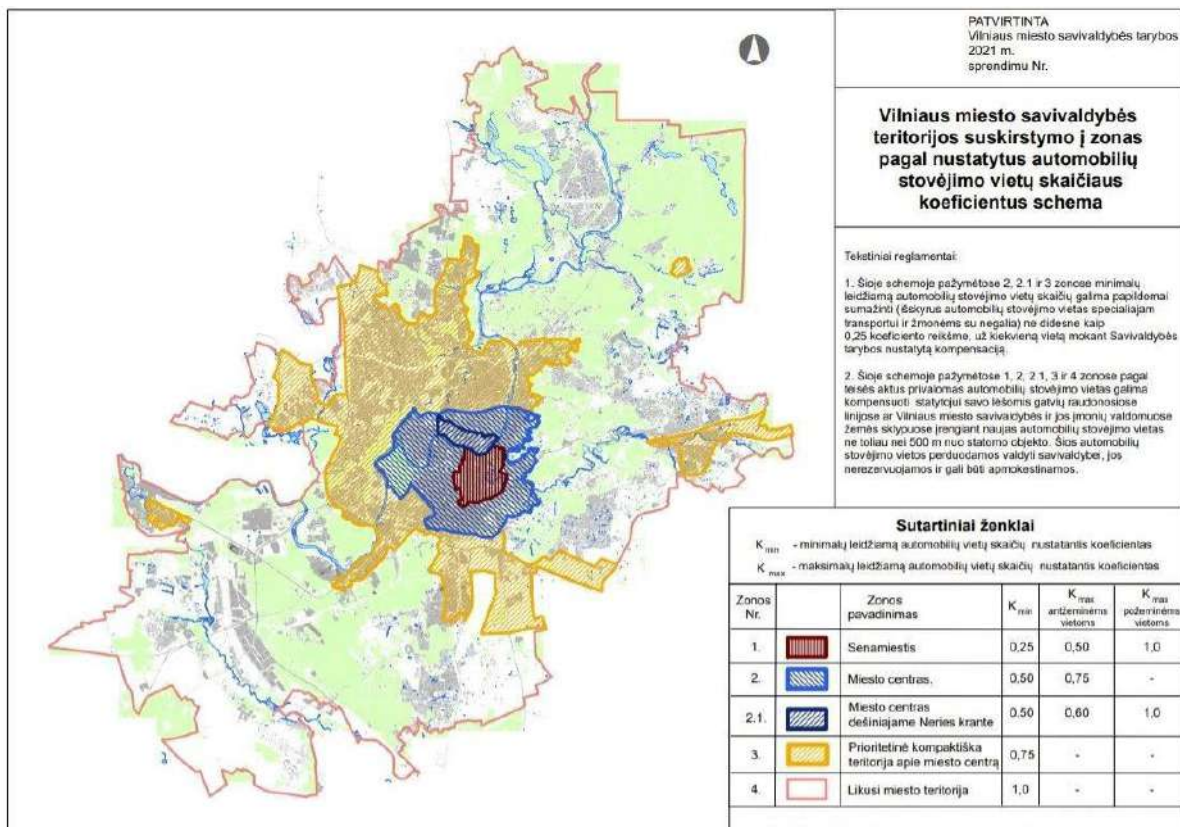 PATVIRTINTA
Vilniaus miesto savivaldybės tarybos
2021 m.
sprendimu Nr.
Vilniaus miesto savivaldybės
teritorijos suskirstymo į zonas
pagal nustatytus automobilių
stovėjimo vietų skaičiaus
koeficientus schema
Tekstiniai reglamentai:
1. Šioje schemoje pažymėtose 2, 2.1 ir 3 zonose minimalų
leidžiamą automobilių stovėjimo vietų skaičių galima papildomai
sumažinti (išskyrus automobilių stovėjimo vietas specialiajam
transportui ir žmonėms su negalia) ne didesne kaip
0,25 koeficiento reikšme, už kiekvieną vietą mokant Savivaldybės
tarybos nustatytą kompensaciją.
2. Šioje schemoje pažymėtose 1, 2, 2.1, 3 ir 4 zonose pagal
teisės aktus privalomas automobilių stovėjimo vietas galima
kompensuoti statytojui savo lėšomis gatvių raudonosiose
linijose ar Vilniaus miesto savivaldybės ir jos įmonių valdomuose
žemės sklypuose įrengiant naujas automobilių stovėjimo vietas
ne toliau nei 500 m nuo statomo objekto. Šios automobilių
stovėjimo vietos perduodamos valdyti savivaldybei, jos
nerezervuojamos ir gali būti apmokestinamos.
Sutartiniai ženklai
K min - minimalų leidžiamą automobilių vietų skaičių nustatantis koeficientas
K max - maksimalų leidžiamą automobilių vietų skaičių nustatantis koeficientas
Zonos Nr. Zonos pavadinimas K min K max antžeminėms vietoms K max požeminėms vietoms
1. Senamiestis 0,25 0,50 1,0
2. Miesto centras. 0,50 0,75 -
2.1. Miesto centras dešiniajame Neries krante 0,50 0,60 1,0
3. Prioritetinė kompaktiška teritorija apie miesto centrą 0,75 - -
4. Likusi miesto teritorija 1,0 - -